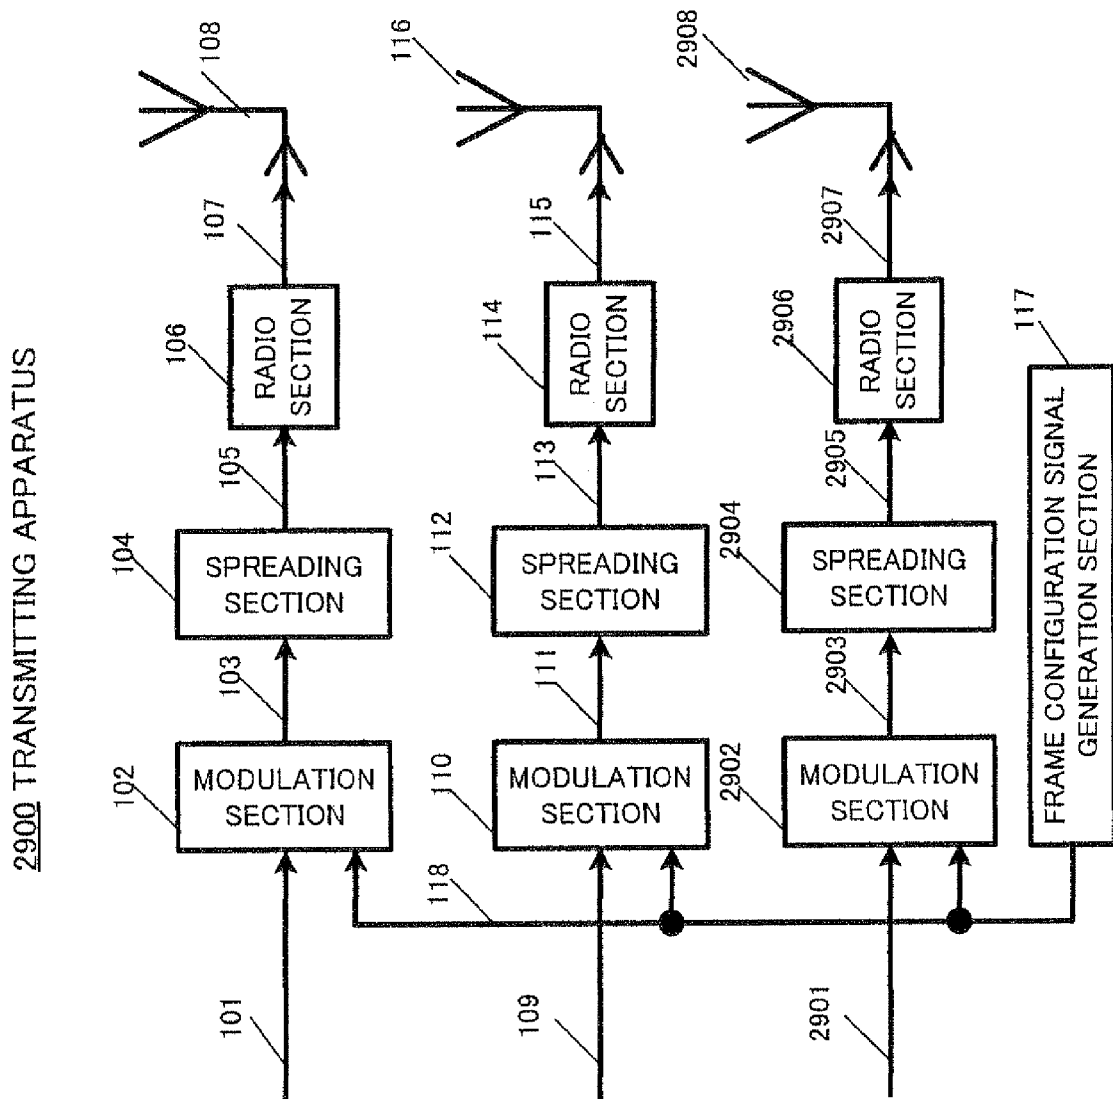 2900 TRANSMITTING APPARATUS
101
102
MODULATION
SECTION
103
104
SPREADING
SECTION
105
106
RADIO
SECTION
107
108
109
118
110
MODULATION
SECTION
111
112
SPREADING
SECTION
113
114
RADIO
SECTION
115
116
2901
2902
MODULATION
SECTION
2903
2904
SPREADING
SECTION
2905
2906
RADIO
SECTION
2907
2908
FRAME CONFIGURATION SIGNAL
GENERATION SECTION
117